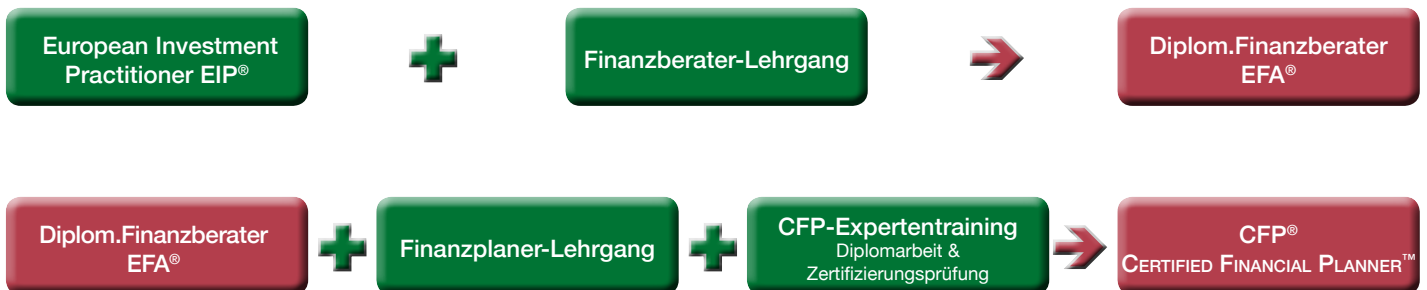 European Investment
Practitioner EIP®
Finanzberater-Lehrgang
Diplom.Finanzberater
EFA®
Diplom.Finanzberater
EFA®
Finanzplaner-Lehrgang
CFP-Expertentraining
Diplomarbeit &
Zertifizierungsprüfung
CFP®
CERTIFIED FINANCIAL PLANNER™